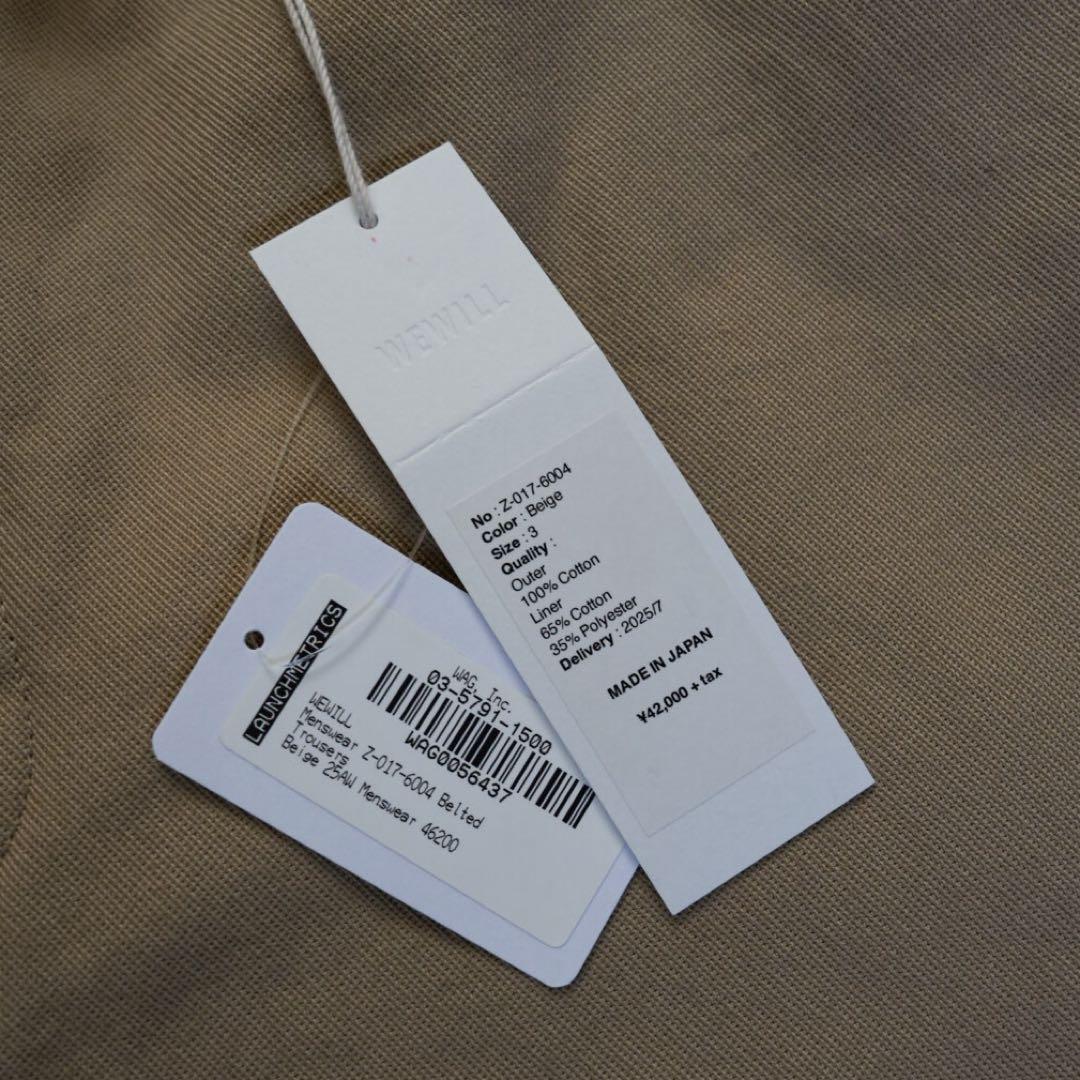 WEWILL
No : Z-017-6004
Color : Beige
Size : 3
Quality :
Outer
100% Cotton
Liner
65% Cotton
35% Polyester
Delivery : 2025/7
MADE IN JAPAN
¥42,000 + tax
LAUNCHMETRICS
WAG, Inc.
03-5791-1500
WAG0056437
WEWILL
Menswear Z-017-6004 Belted
Trousers
Beige 25AW Menswear 46200